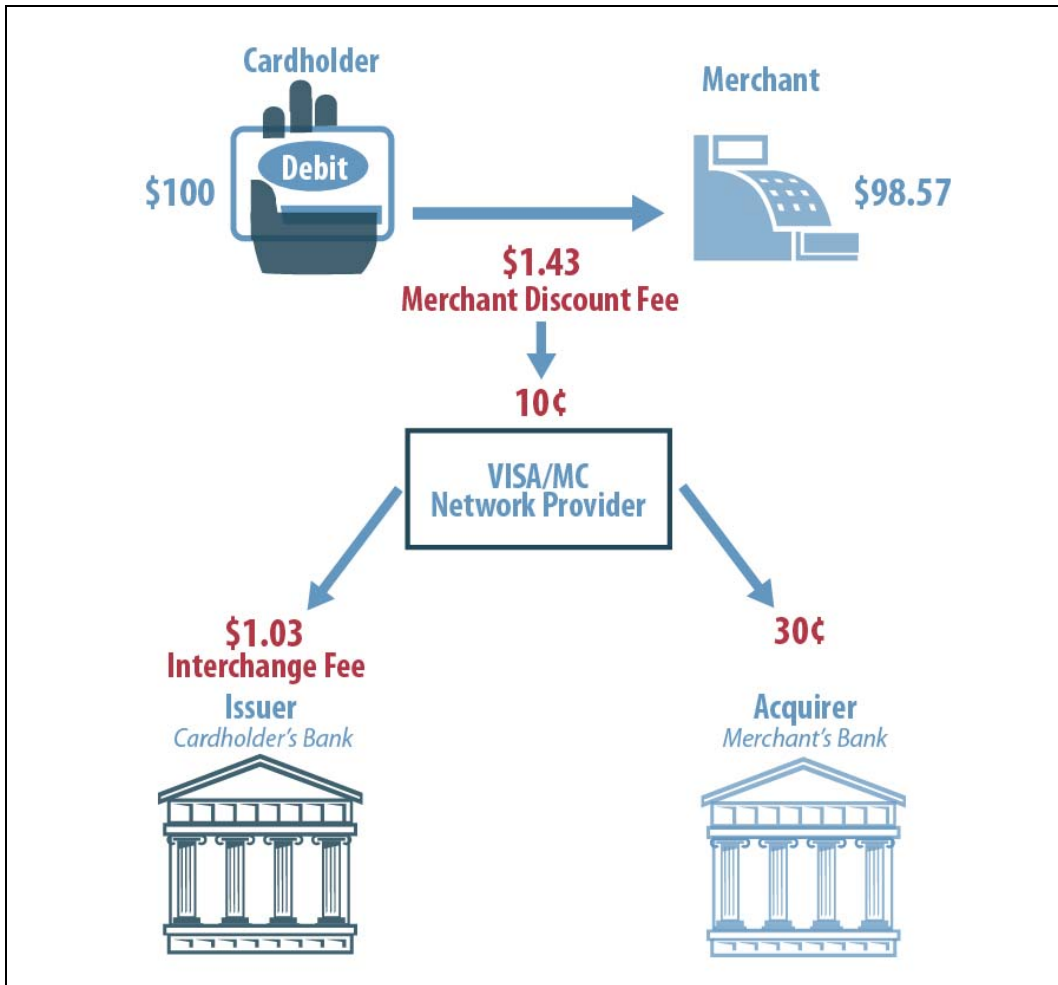 Cardholder
Merchant
Debit
$100
$98.57
$1.43
Merchant Discount Fee
10¢
VISA/MC
Network Provider
$1.03
Interchange Fee
30¢
Issuer
Cardholder's Bank
Acquirer
Merchant's Bank